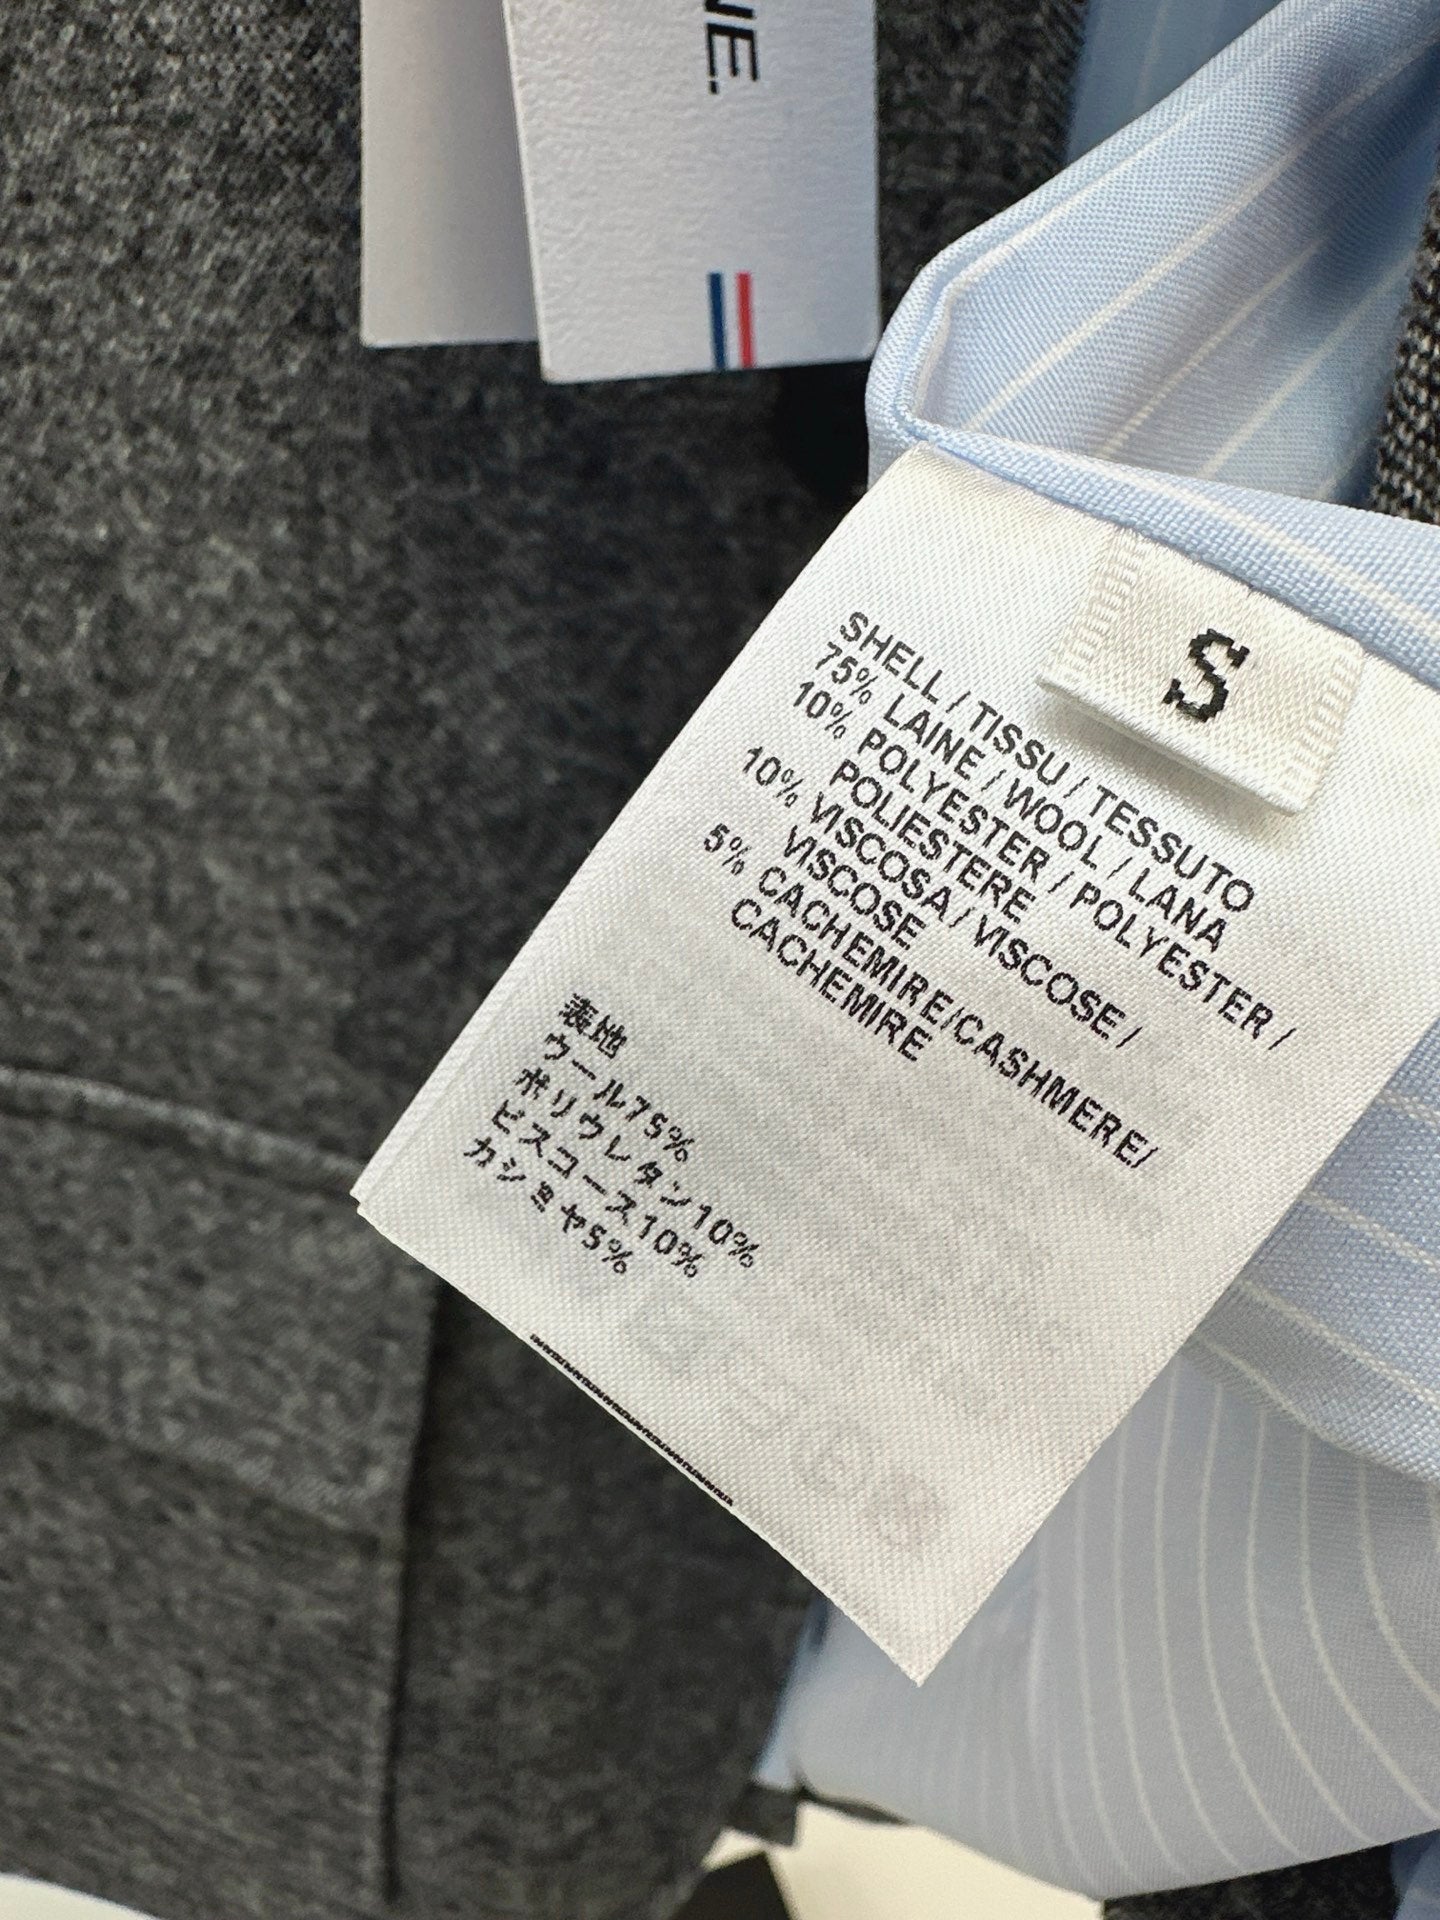 NE.
S
SHELL / TISSU / TESSUTO
75% LAINE / WOOL / LANA
10% POLYESTER / POLYESTER /
POLIESTERE
10% VISCOSA / VISCOSE /
VISCOSE
5% CACHEMIRE/CASHMERE/
CACHEMIRE
表地
ウール75%
ポリウレタン10%
ビスコース10%
カシミヤ5%